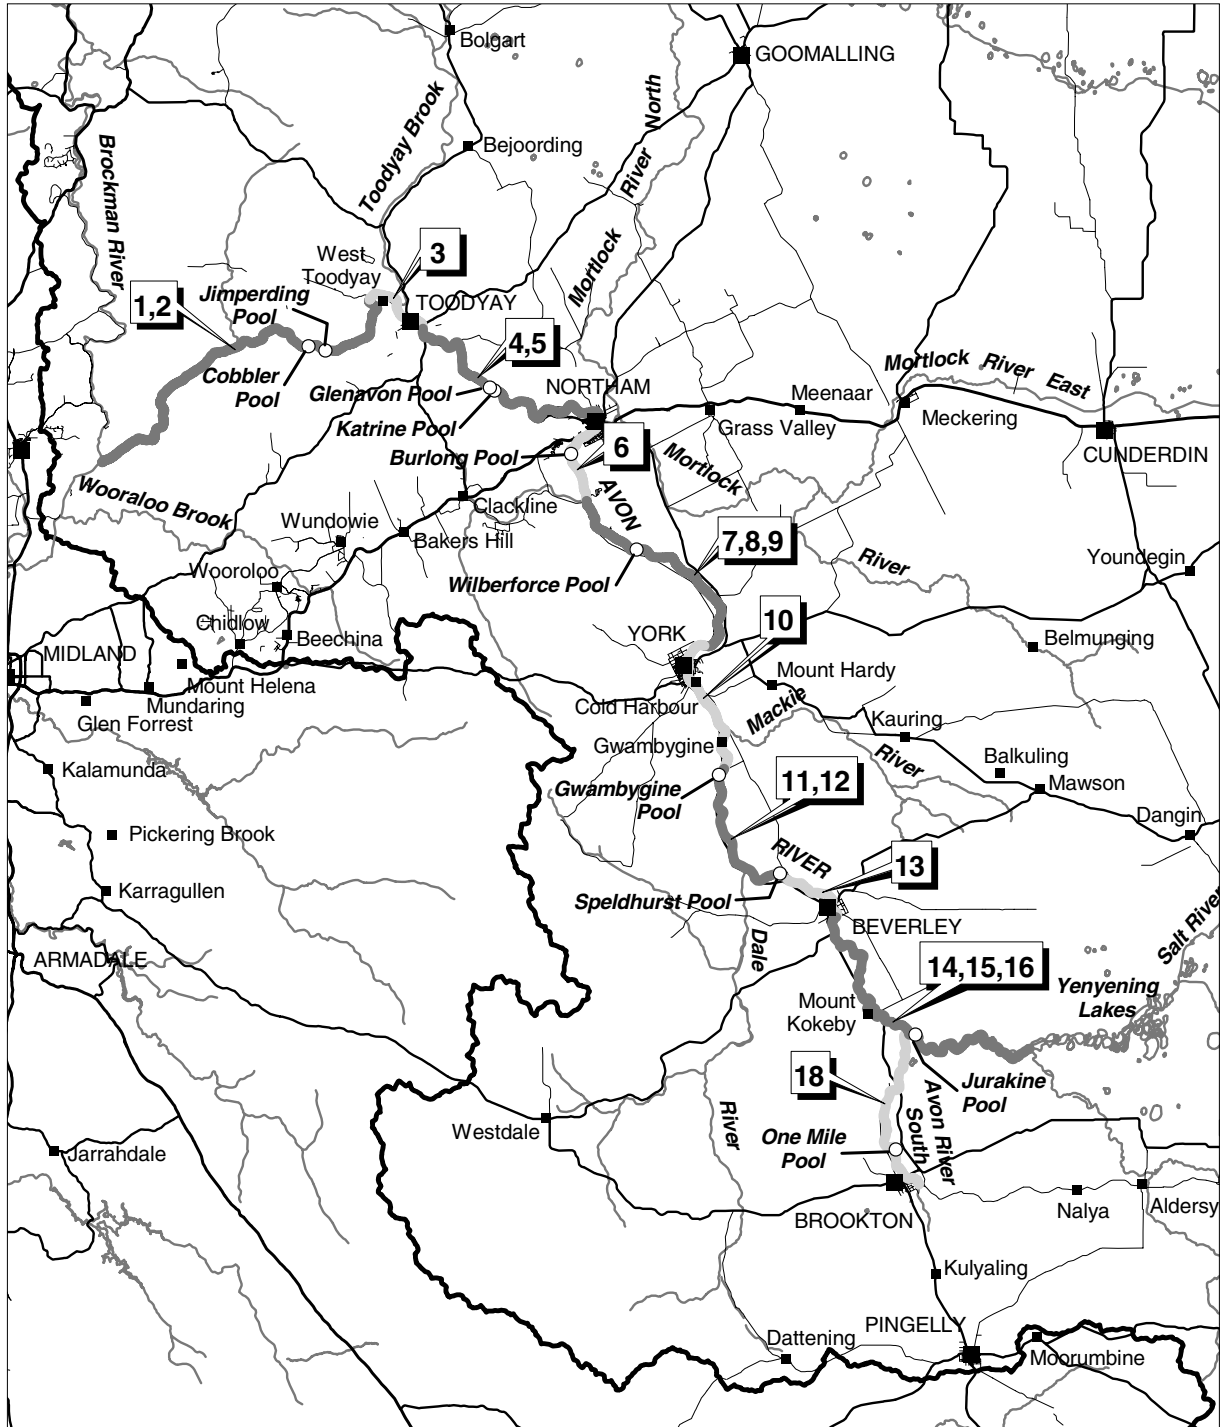 Bolgart
GOOMALLING
Toodyay Brook
Mortlock River North
Bejoording
Brockman River
West
Toodyay
3
1,2
Jimperding
Pool
TOODYAY
4,5
Cobbler
Pool
Glenavon Pool
NORTHAM
Katrine Pool
Meenaar
Mortlock River East
Meckering
Grass Valley
CUNDERDIN
Burlong Pool
6
Mortlock
River
Wooraloo Brook
Clackline
AVON
Wundowie
Bakers Hill
7,8,9
Youndegin
Wooroloo
Wilberforce Pool
Chidlow
Beechina
10
YORK
Belmunging
MIDLAND
Mount Helena
Mundaring
Mount Hardy
Glen Forrest
Cold Harbour
Mackie
River
Kauring
Gwambygine
Balkuling
Kalamunda
Gwambygine
Pool
11,12
Mawson
Dangin
Pickering Brook
RIVER
13
Karragullen
Speldhurst Pool
BEVERLEY
Salt River
ARMADALE
Dale
River
14,15,16
Yenyening
Lakes
Mount
Kokeby
18
Jurakine
Pool
Avon River
South
Westdale
One Mile
Pool
Jarrahdale
BROOKTON
Nalya
Aldersy
Kulyaling
PINGELLY
Dattening
Moorumbine